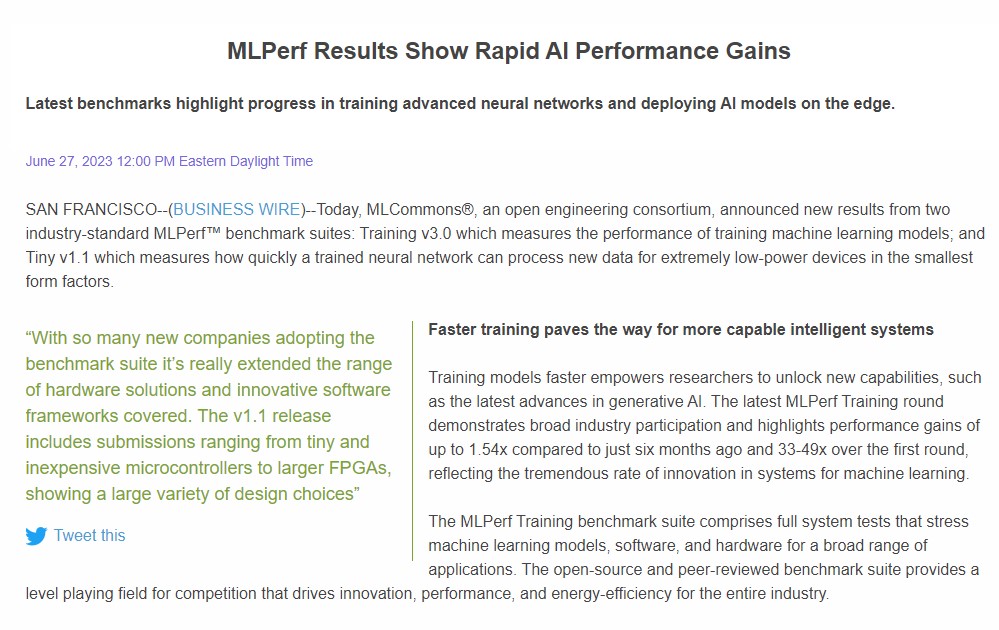 MLPerf Results Show Rapid AI Performance Gains
Latest benchmarks highlight progress in training advanced neural networks and deploying AI models on the edge.
June 27, 2023 12:00 PM Eastern Daylight Time
SAN FRANCISCO--(BUSINESS WIRE)--Today, MLCommons®, an open engineering consortium, announced new results from two
industry-standard MLPerf™ benchmark suites: Training v3.0 which measures the performance of training machine learning models; and
Tiny v1.1 which measures how quickly a trained neural network can process new data for extremely low-power devices in the smallest
form factors.
“With so many new companies adopting the
benchmark suite it’s really extended the range
of hardware solutions and innovative software
frameworks covered. The v1.1 release
includes submissions ranging from tiny and
inexpensive microcontrollers to larger FPGAs,
showing a large variety of design choices”
Tweet this
Faster training paves the way for more capable intelligent systems
Training models faster empowers researchers to unlock new capabilities, such
as the latest advances in generative AI. The latest MLPerf Training round
demonstrates broad industry participation and highlights performance gains of
up to 1.54x compared to just six months ago and 33-49x over the first round,
reflecting the tremendous rate of innovation in systems for machine learning.
The MLPerf Training benchmark suite comprises full system tests that stress
machine learning models, software, and hardware for a broad range of
applications. The open-source and peer-reviewed benchmark suite provides a
level playing field for competition that drives innovation, performance, and energy-efficiency for the entire industry.